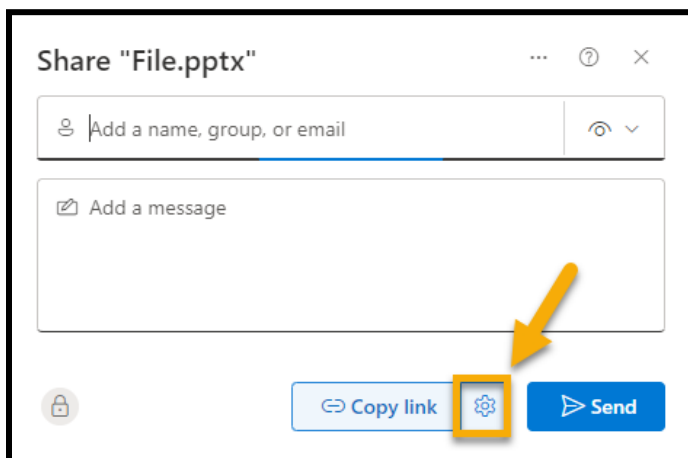 Share "File.pptx"
Add a name, group, or email
Add a message
Copy link
Send